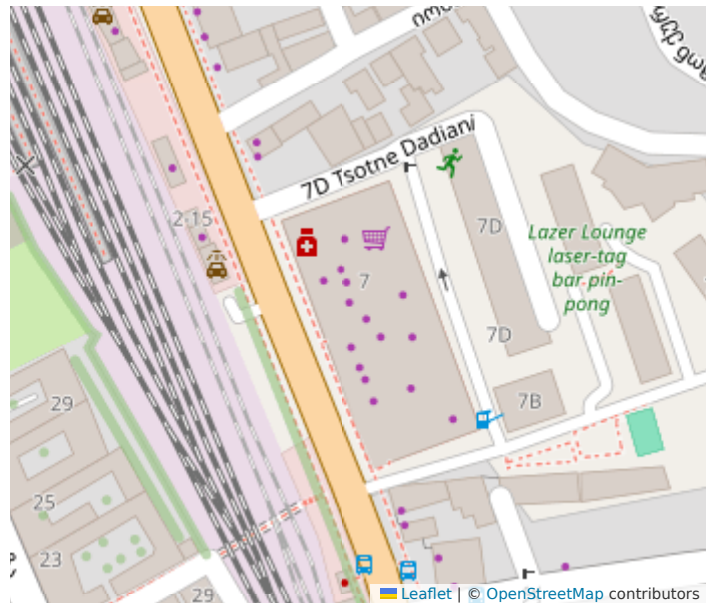 7D Tsotne Dadiani
2-15
7D
Lazer Lounge
laser-tag
bar pin-
pong
7
7D
29
7B
25
23
29
Leaflet | © OpenStreetMap contributors